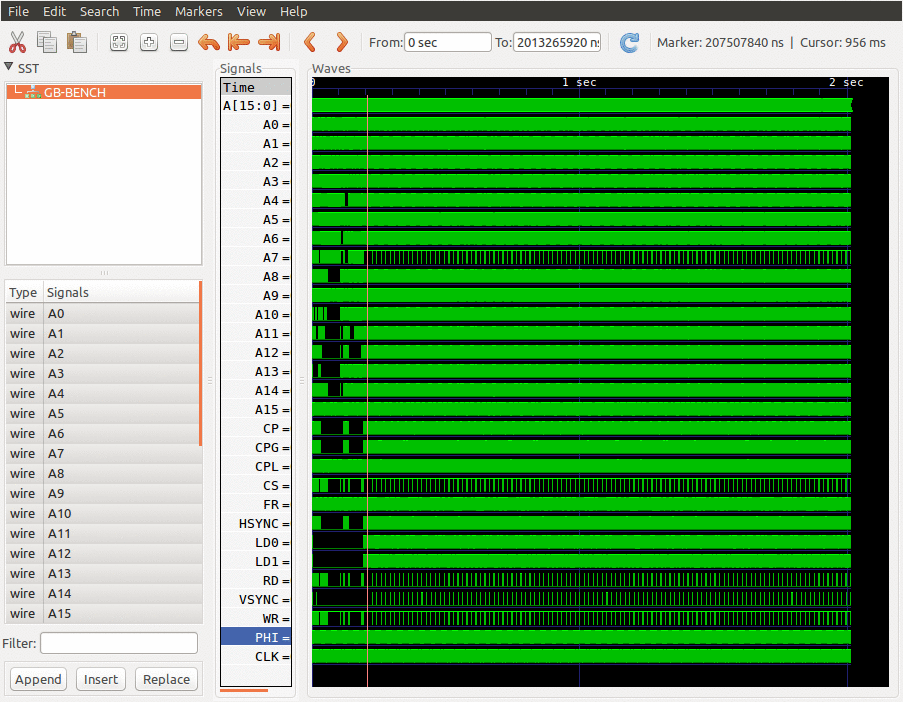 File Edit Search Time Markers View Help
From: 0 sec To: 2013265920 ns Marker: 207507840 ns | Cursor: 956 ms
SST
GB-BENCH
Type Signals
wire A0
wire A1
wire A2
wire A3
wire A4
wire A5
wire A6
wire A7
wire A8
wire A9
wire A10
wire A11
wire A12
wire A13
wire A14
wire A15
Filter:
Append Insert Replace
Signals
Time
A[15:0] =
A0 =
A1 =
A2 =
A3 =
A4 =
A5 =
A6 =
A7 =
A8 =
A9 =
A10 =
A11 =
A12 =
A13 =
A14 =
A15 =
CP =
CPG =
CPL =
CS =
FR =
HSYNC =
LD0 =
LD1 =
RD =
VSYNC =
WR =
PHI =
CLK =
Waves
0 1 sec 2 sec